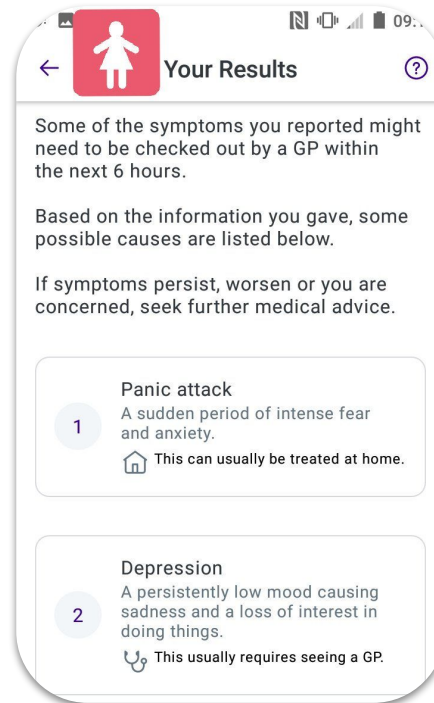 Your Results
Some of the symptoms you reported might
need to be checked out by a GP within
the next 6 hours.
Based on the information you gave, some
possible causes are listed below.
If symptoms persist, worsen or you are
concerned, seek further medical advice.
1
Panic attack
A sudden period of intense fear
and anxiety.
This can usually be treated at home.
2
Depression
A persistently low mood causing
sadness and a loss of interest in
doing things.
This usually requires seeing a GP.